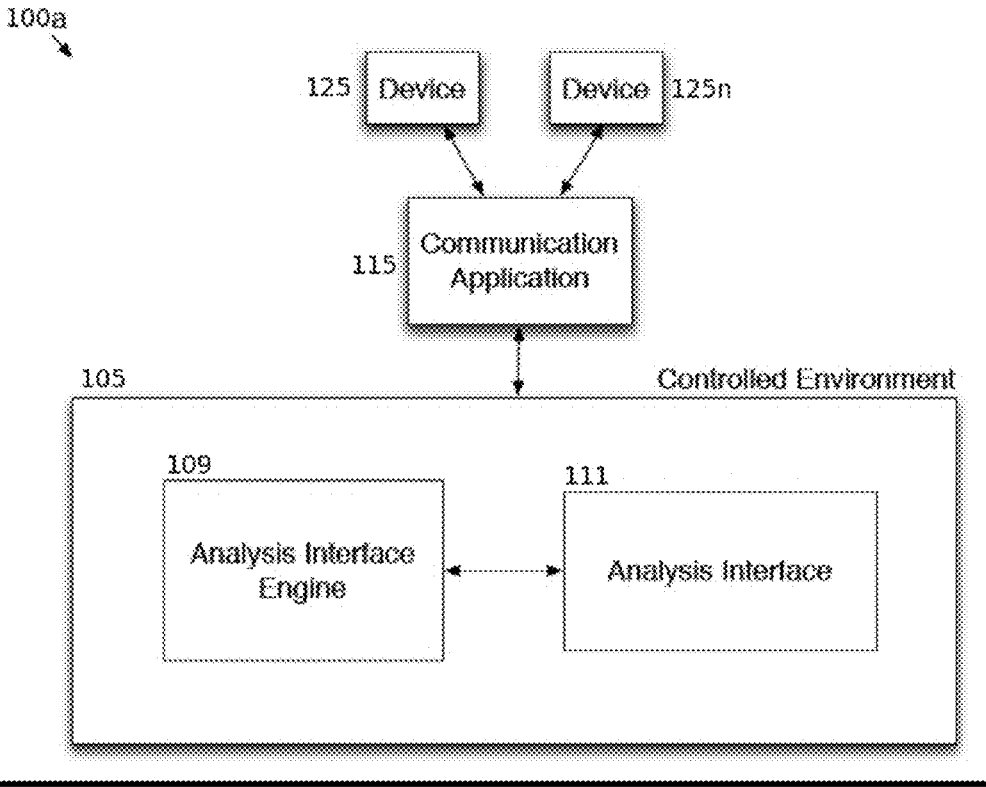 100a
125 Device Device 125n
Communication
115 Application
105 Controlled Environment
109 111
Analysis Interface
Engine
Analysis Interface